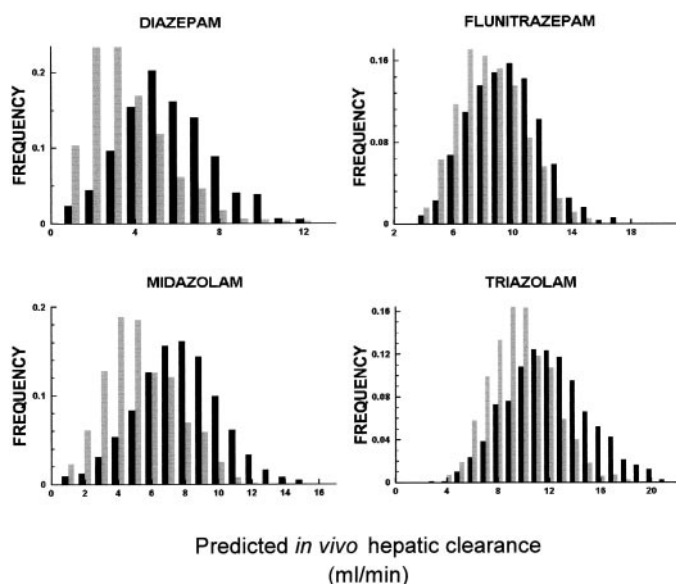 DIAZEPAM
FREQUENCY
0.2
0.1
0
0 4 8 12
FLUNITRAZEPAM
FREQUENCY
0.16
0.08
0
2 6 10 14 18
MIDAZOLAM
FREQUENCY
0.2
0.1
0
0 2 4 6 8 10 12 14 16
TRIAZOLAM
FREQUENCY
0.16
0.12
0.08
0.04
0
0 4 8 12 16 20
Predicted in vivo hepatic clearance
(ml/min)